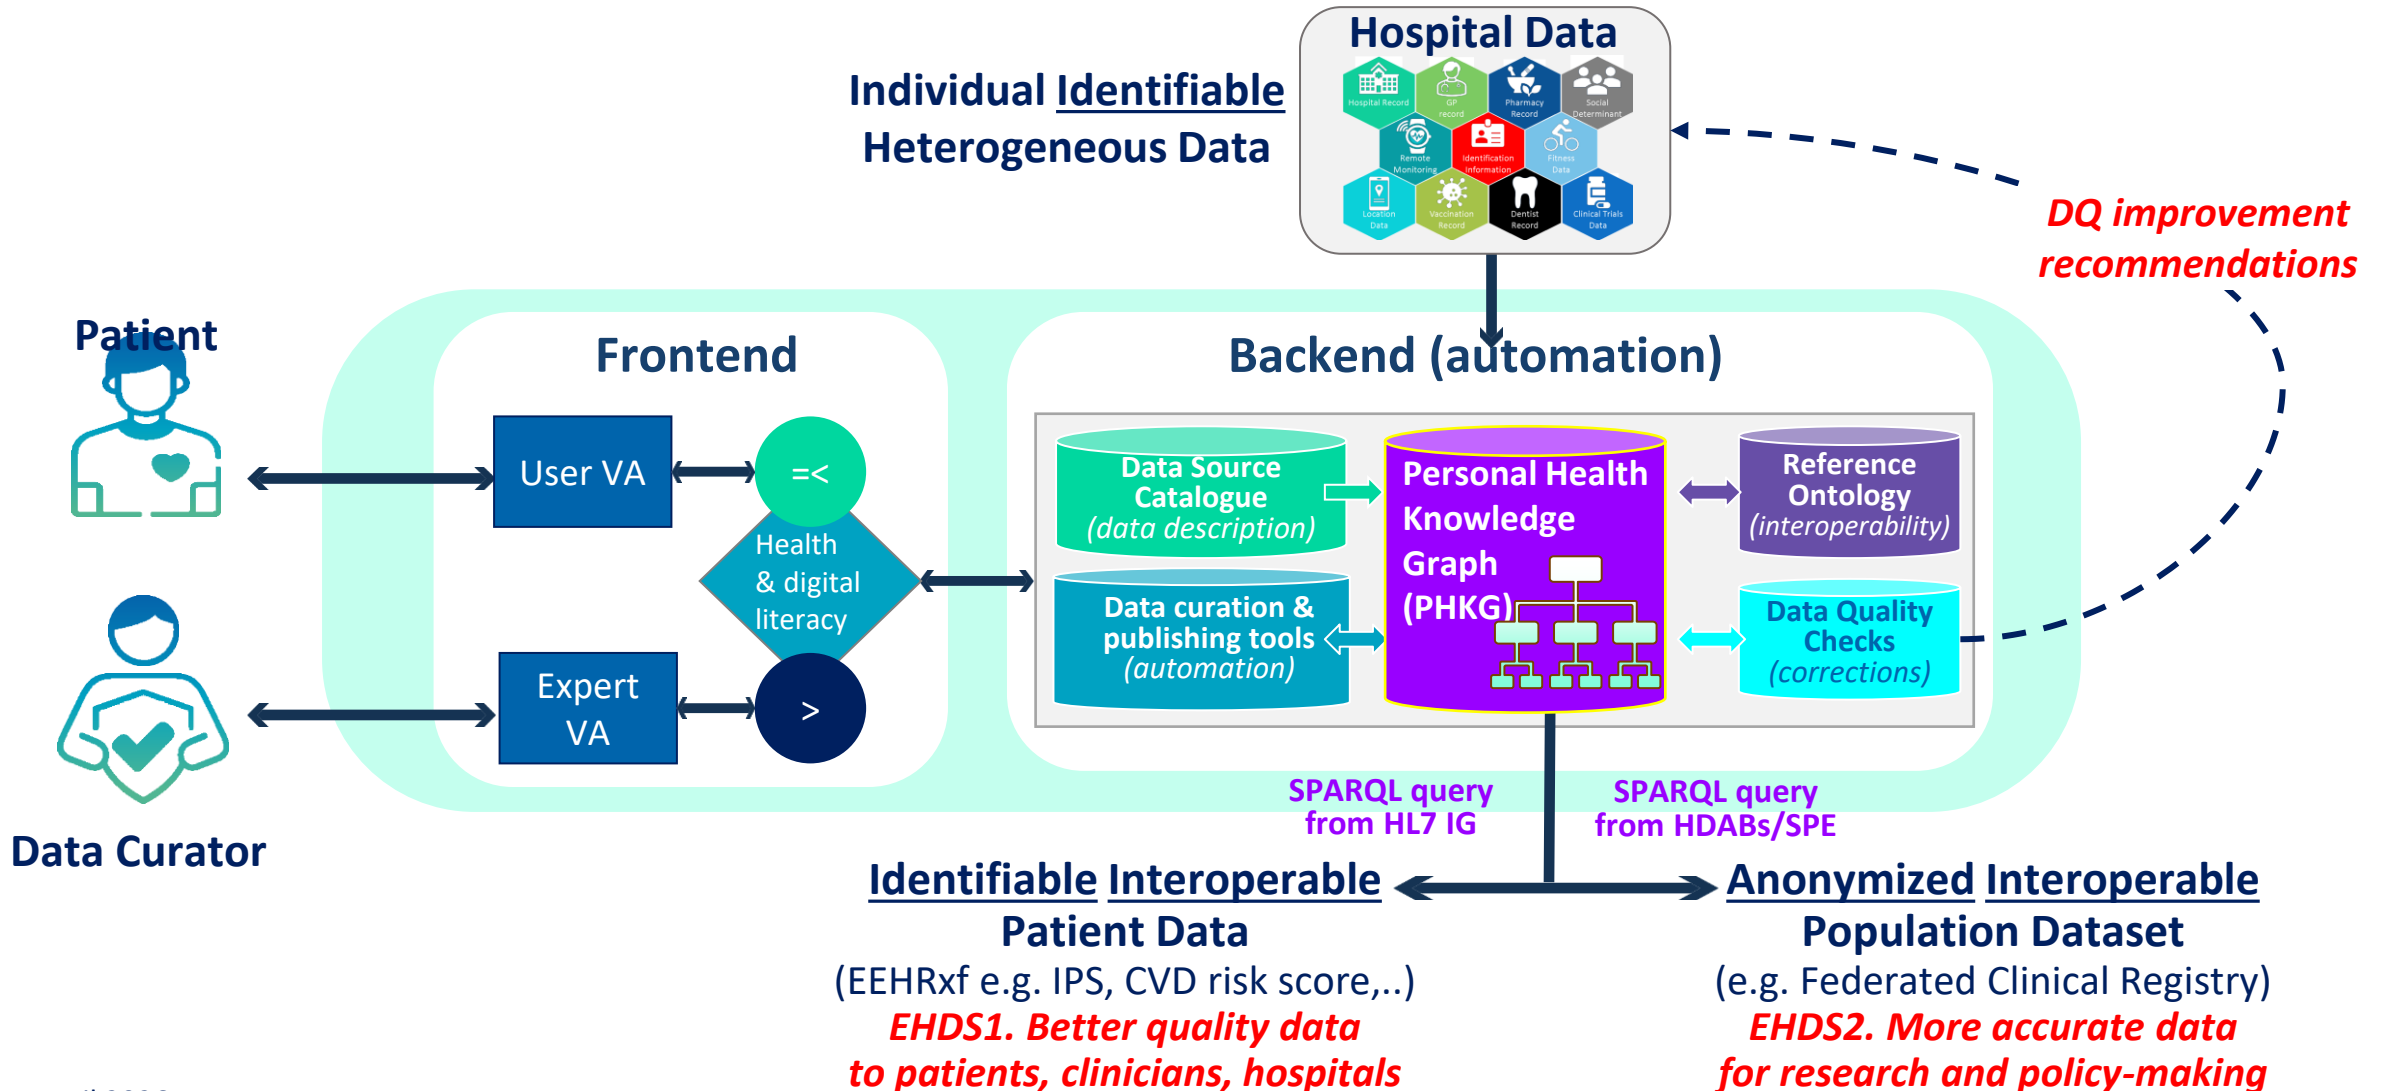 Hospital Data
Individual Identifiable
Heterogeneous Data
Hospital Record
GP
record
Pharmacy
Record
Social
Determinant
Remote
Monitoring
Identification
Information
Fitness
Data
Location
Data
Vaccination
Record
Dentist
Record
Clinical Trials
Data
DQ improvement
recommendations
Patient
Frontend
Backend (automation)
User VA
=<
Health
& digital
literacy
Expert
VA
>
Data Source
Catalogue
(data description)
Data curation &
publishing tools
(automation)
Personal Health
Knowledge
Graph
(PHKG)
Reference
Ontology
(interoperability)
Data Quality
Checks
(corrections)
Data Curator
SPARQL query
from HL7 IG
SPARQL query
from HDABs/SPE
Identifiable Interoperable
Patient Data
(EEHRxf e.g. IPS, CVD risk score,..)
EHDS1. Better quality data
to patients, clinicians, hospitals
Anonymized Interoperable
Population Dataset
(e.g. Federated Clinical Registry)
EHDS2. More accurate data
for research and policy-making